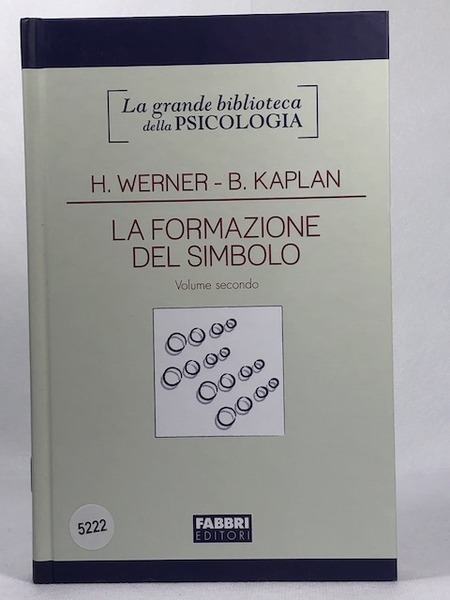 La grande biblioteca
della PSICOLOGIA
H. WERNER - B. KAPLAN
LA FORMAZIONE
DEL SIMBOLO
Volume secondo
5222
FABBRI
EDITORI